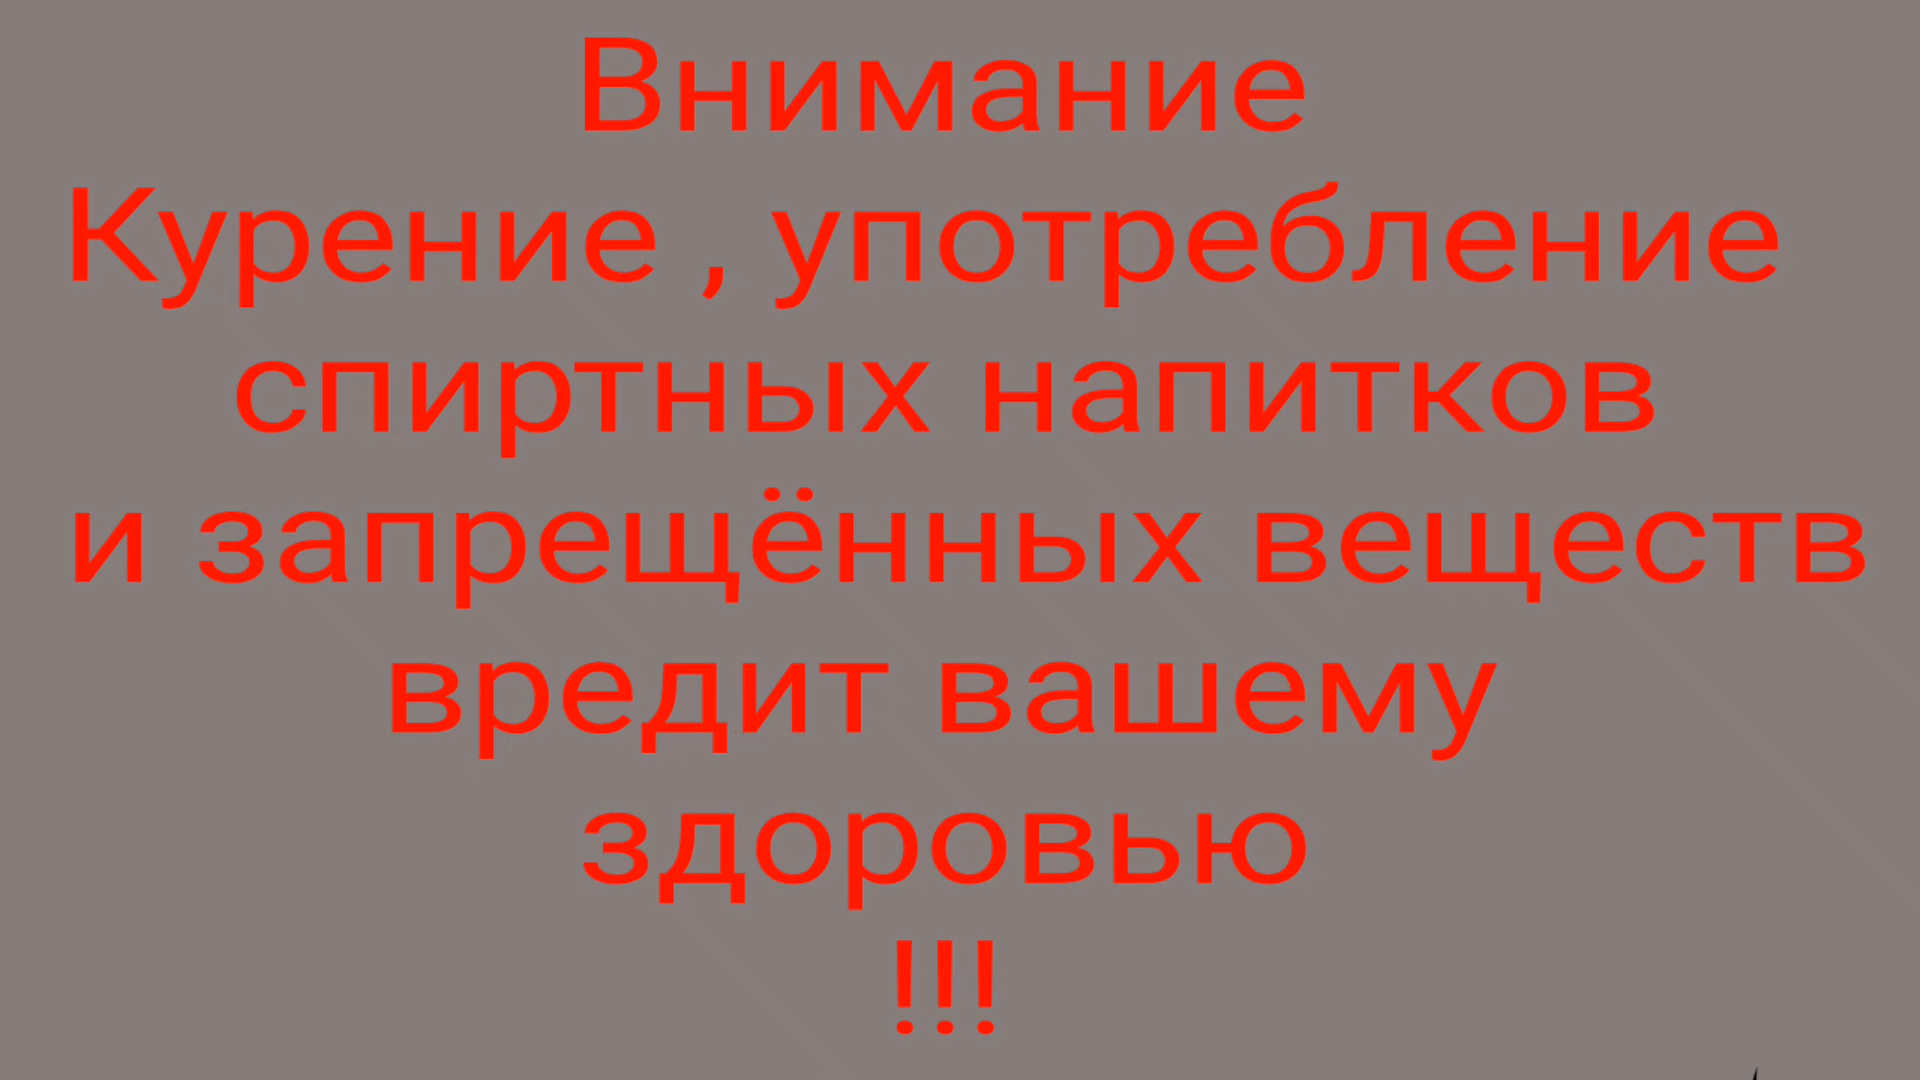 Внимание
Курение , употребление
спиртных напитков
и запрещённых веществ
вредит вашему
здоровью
!!!